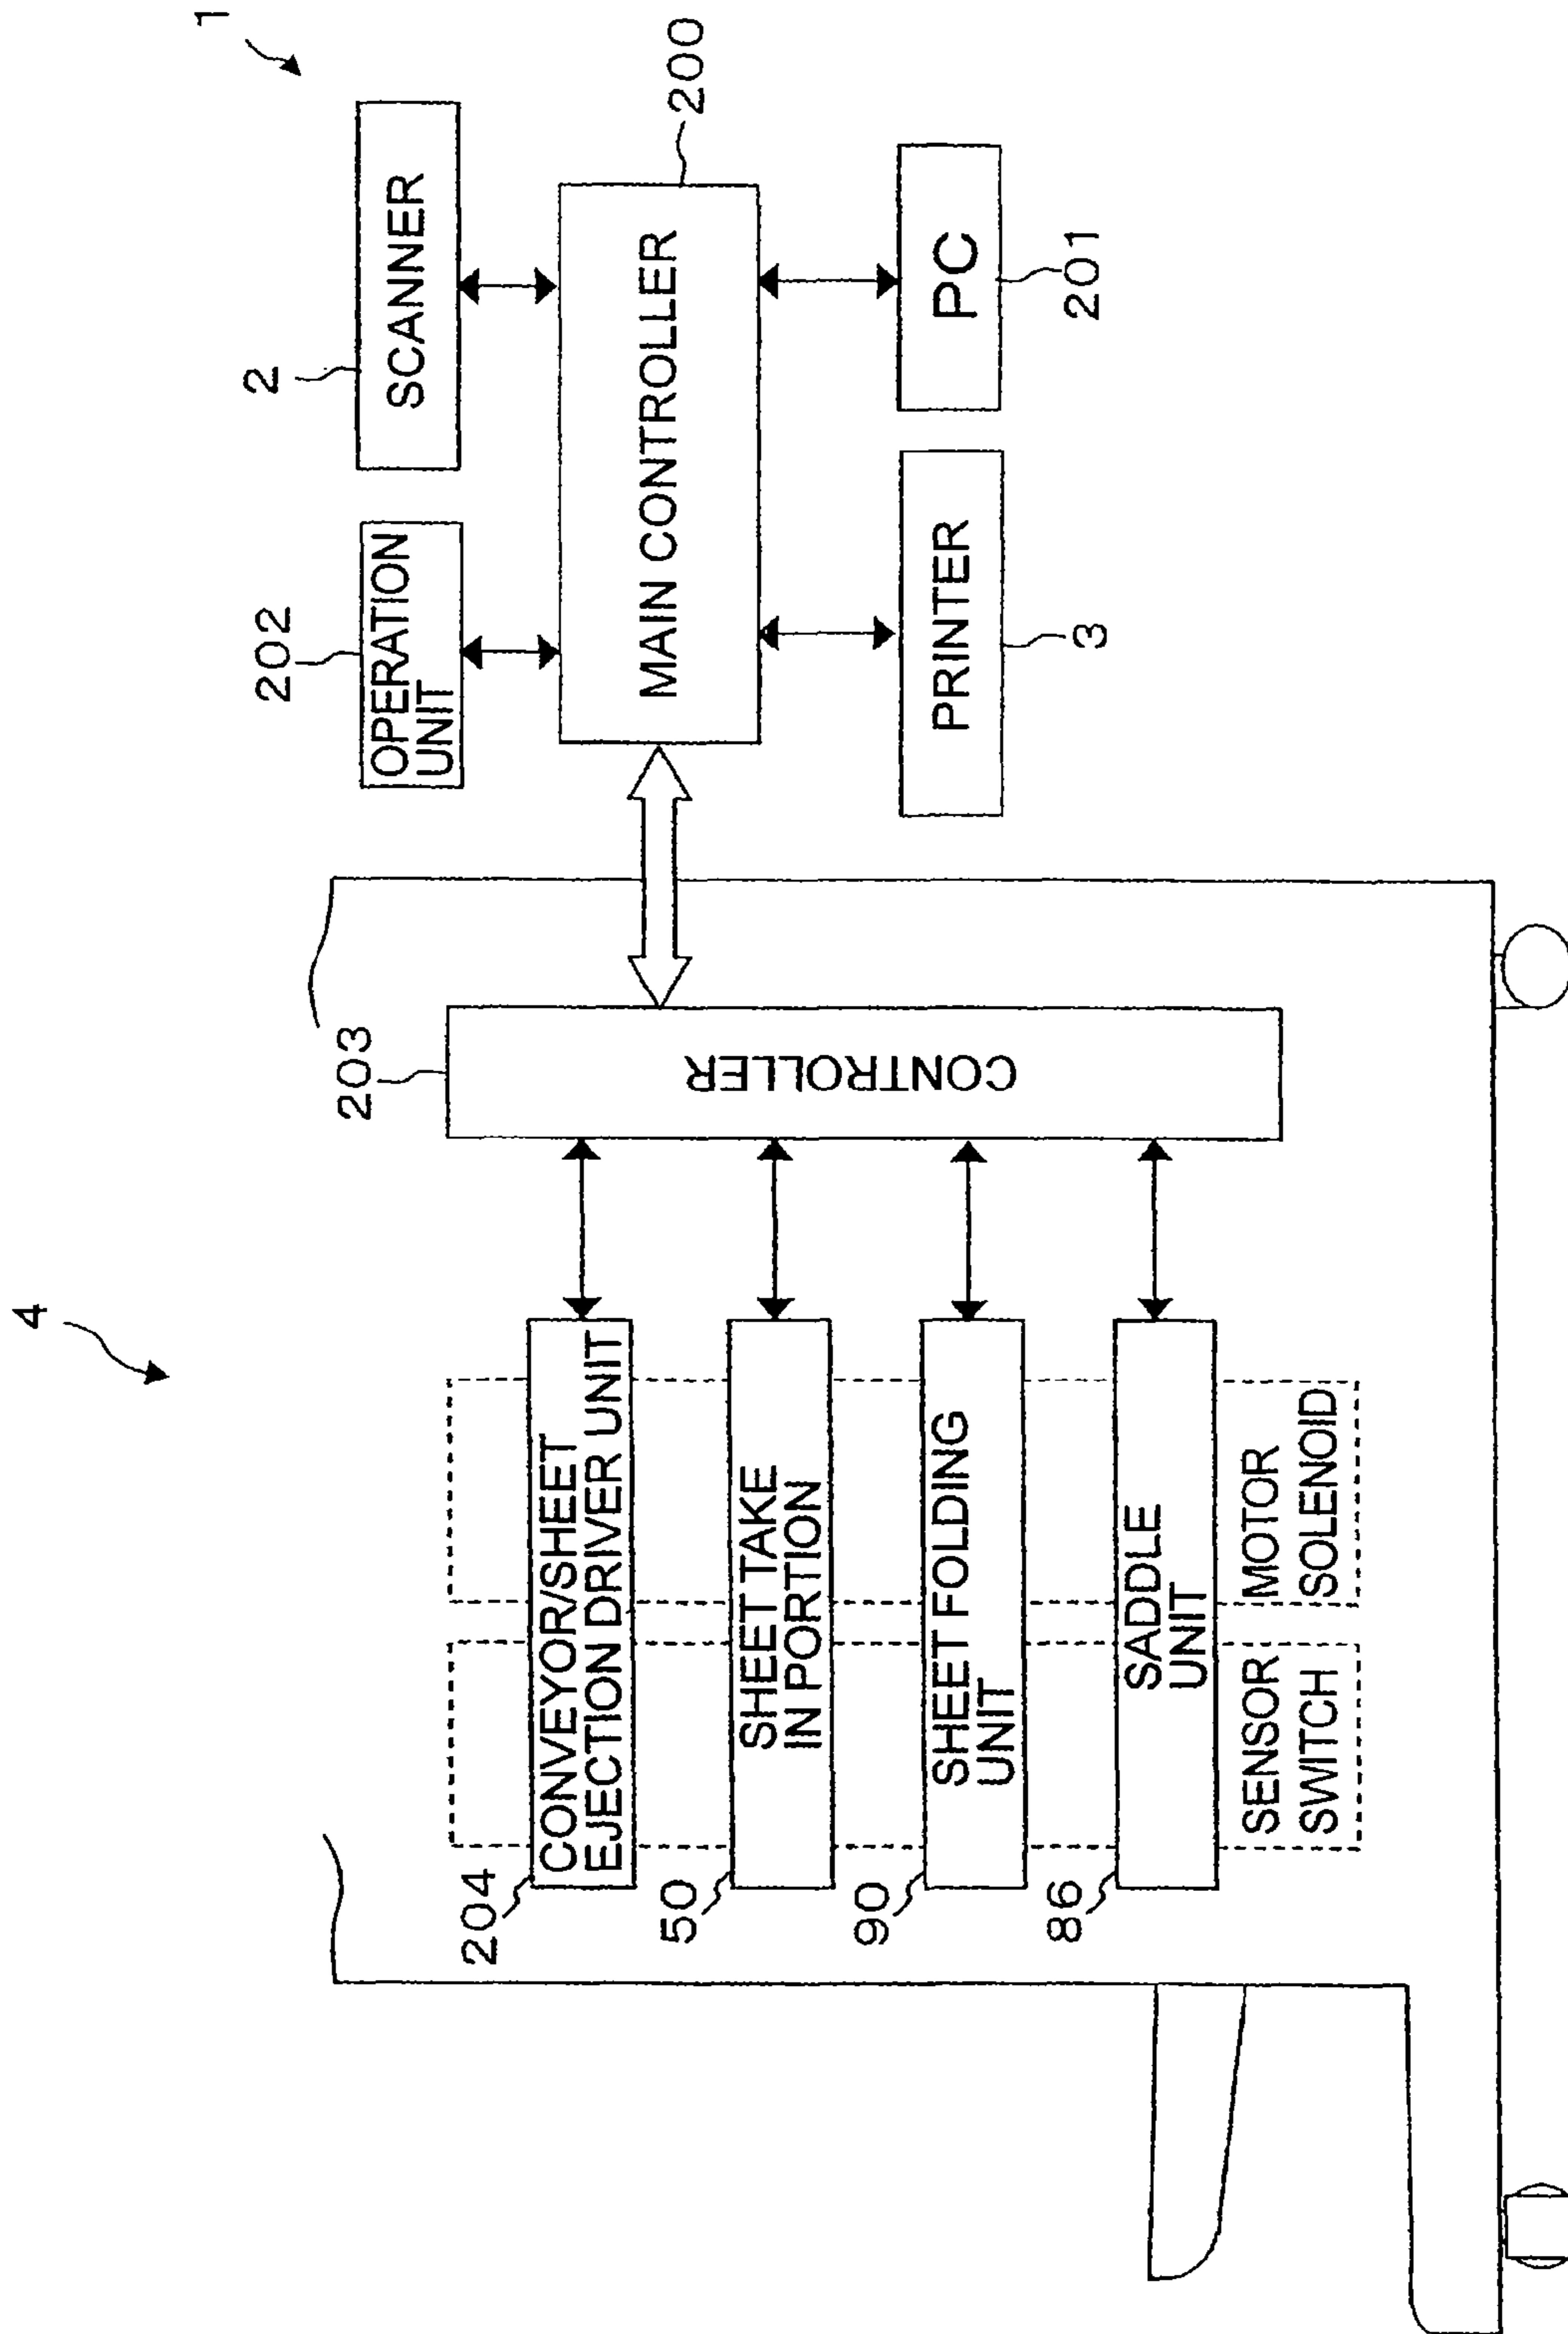 4
1
2
SCANNER
202
OPERATION
UNIT
200
MAIN CONTROLLER
PC
201
PRINTER
3
203
CONTROLLER
204
CONVEYOR/SHEET
EJECTION DRIVER UNIT
50
SHEET TAKE
IN PORTION
90
SHEET FOLDING
UNIT
86
SADDLE
UNIT
SENSOR
SWITCH
MOTOR
SOLENOID